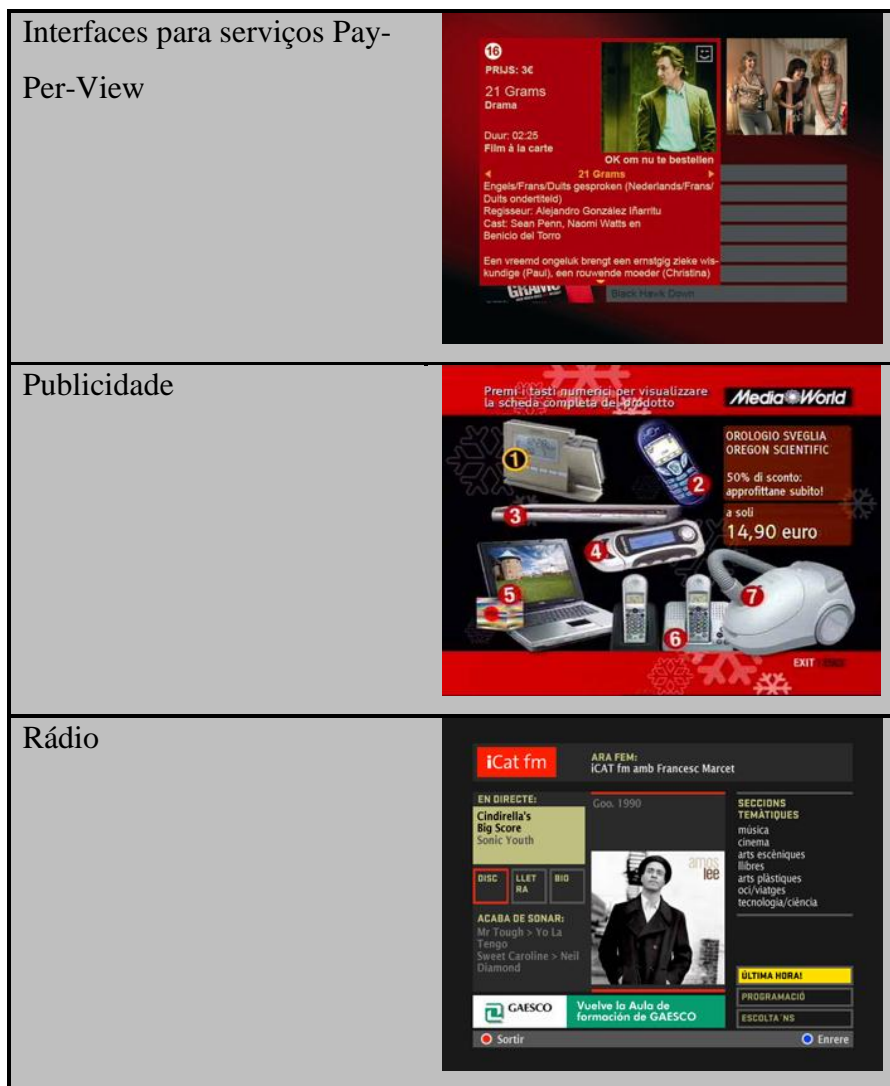 Interfaces para serviços Pay-
Per-View
16
PRIJS: 3€
21 Grams
Drama
Duur: 02:25
Film à la carte
OK om nu te bestellen
21 Grams
Engels/Frans/Duits gesproken (Nederlands/Frans/
Duits ondertiteld)
Regisseur: Alejandro González Iñarritu
Cast: Sean Penn, Naomi Watts en
Benicio del Torro
Een vreemd ongeluk brengt een ernstgig zieke wis-
kundige (Paul), een rouwende moeder (Christina)
Black Hawk Down
Publicidade
Premi i tasti numerici per visualizzare
la scheda completa del prodotto
Media World
OROLOGIO SVEGLIA
OREGON SCIENTIFIC
50% di sconto:
approfittane subito!
a soli
14,90 euro
1
2
3
4
5
6
7
EXIT
Rádio
iCat fm
ARA FEM:
iCAT fm amb Francesc Marcet
EN DIRECTE:
Cindirella's
Big Score
Sonic Youth
Goo. 1990
DISC
LLET
RA
BIO
amos
lee
ACABA DE SONAR:
Mr Tough > Yo La
Tengo
Sweet Caroline > Neil
Diamond
SECCIONS
TEMÀTIQUES
música
cinema
arts escèniques
llibres
arts plàstiques
oci/viatges
tecnologia/ciència
ÚLTIMA HORA!
PROGRAMACIÓ
ESCOLTA´NS
GAESCO
Vuelve la Aula de
formación de GAESCO
Sortir
Enrere